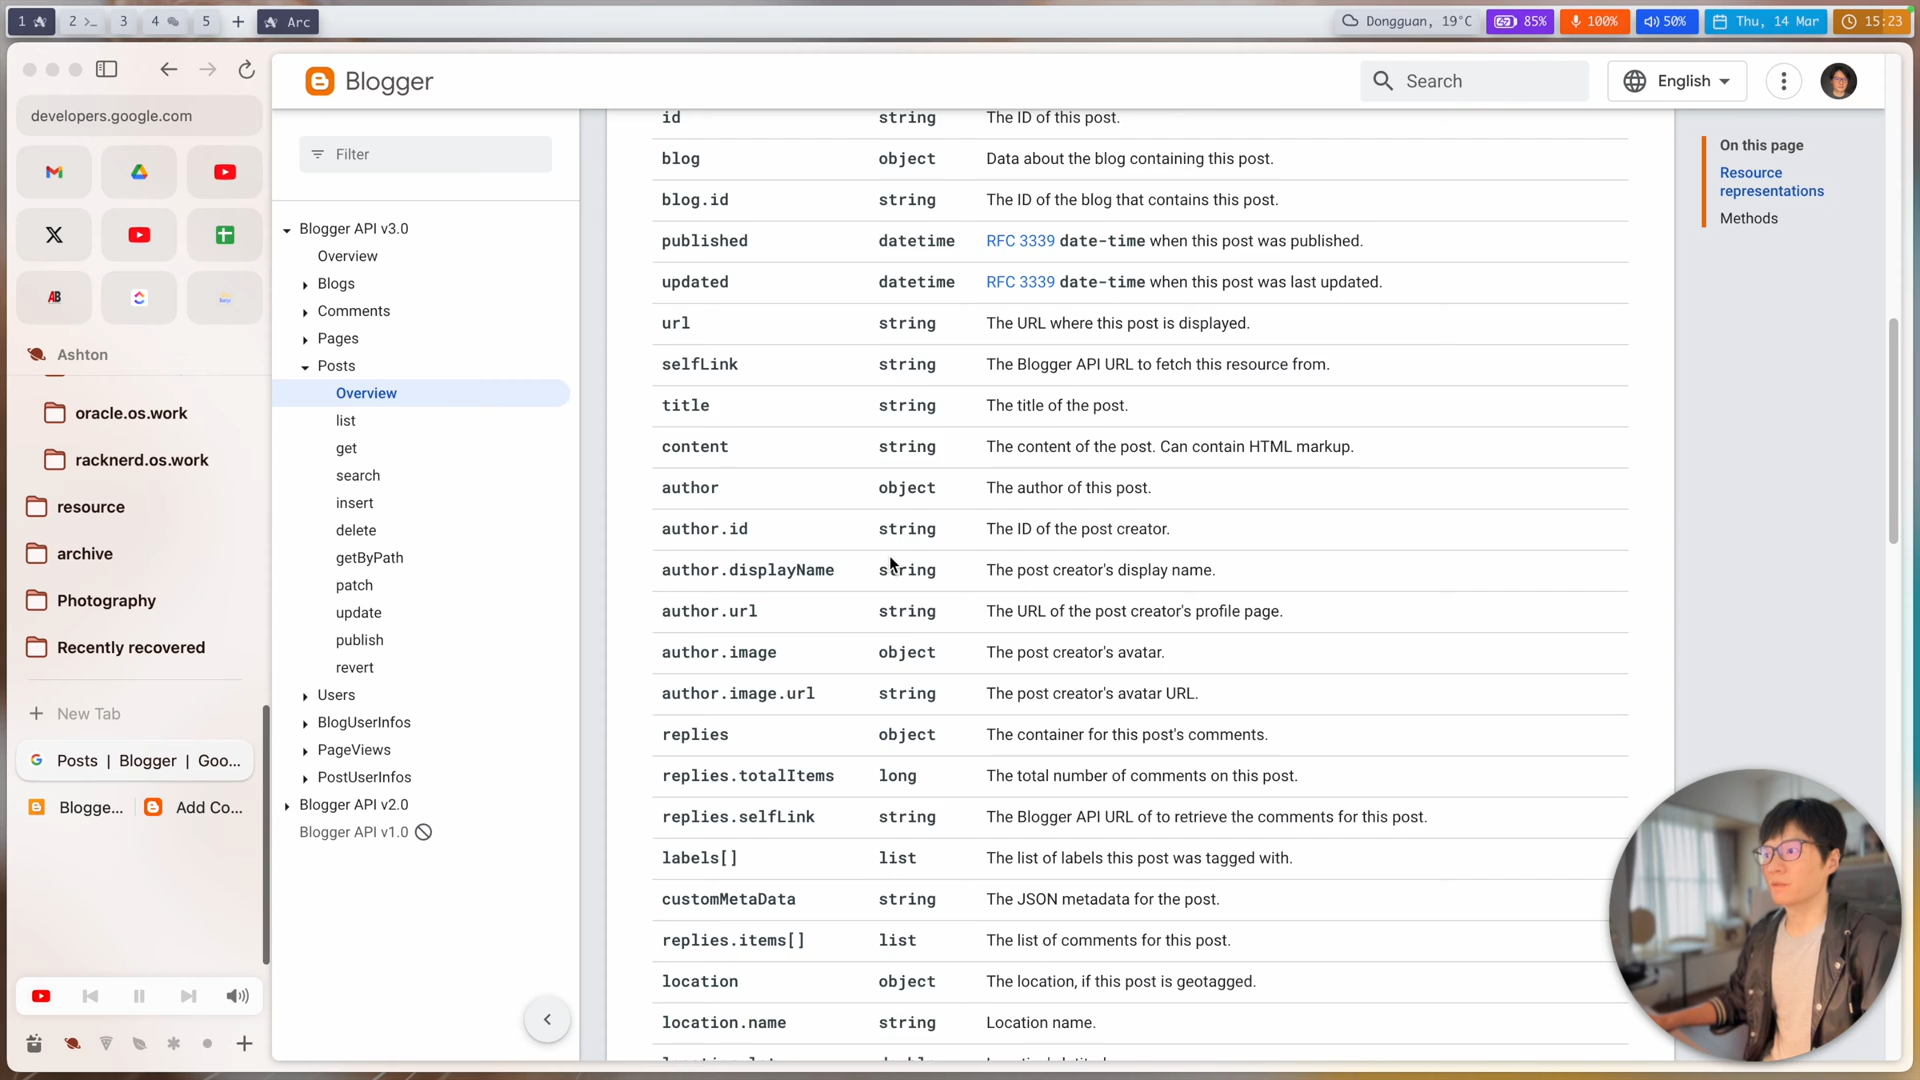 1
2
3
4
5
+
Arc
Dongguan, 19°C
85%
100%
50%
Thu, 14 Mar
15:23
developers.google.com
Ashton
oracle.os.work
racknerd.os.work
resource
archive
Photography
Recently recovered
+ New Tab
Posts | Blogger | Goo...
Blogge...
Add Co...
Blogger
Search
English
Filter
Blogger API v3.0
Overview
Blogs
Comments
Pages
Posts
Overview
list
get
search
insert
delete
getByPath
patch
update
publish
revert
Users
BlogUserInfos
PageViews
PostUserInfos
Blogger API v2.0
Blogger API v1.0
id string The ID of this post.
blog object Data about the blog containing this post.
blog.id string The ID of the blog that contains this post.
published datetime RFC 3339 date-time when this post was published.
updated datetime RFC 3339 date-time when this post was last updated.
url string The URL where this post is displayed.
selfLink string The Blogger API URL to fetch this resource from.
title string The title of the post.
content string The content of the post. Can contain HTML markup.
author object The author of this post.
author.id string The ID of the post creator.
author.displayName string The post creator's display name.
author.url string The URL of the post creator's profile page.
author.image object The post creator's avatar.
author.image.url string The post creator's avatar URL.
replies object The container for this post's comments.
replies.totalItems long The total number of comments on this post.
replies.selfLink string The Blogger API URL of to retrieve the comments for this post.
labels[] list The list of labels this post was tagged with.
customMetaData string The JSON metadata for the post.
replies.items[] list The list of comments for this post.
location object The location, if this post is geotagged.
location.name string Location name.
On this page
Resource
representations
Methods